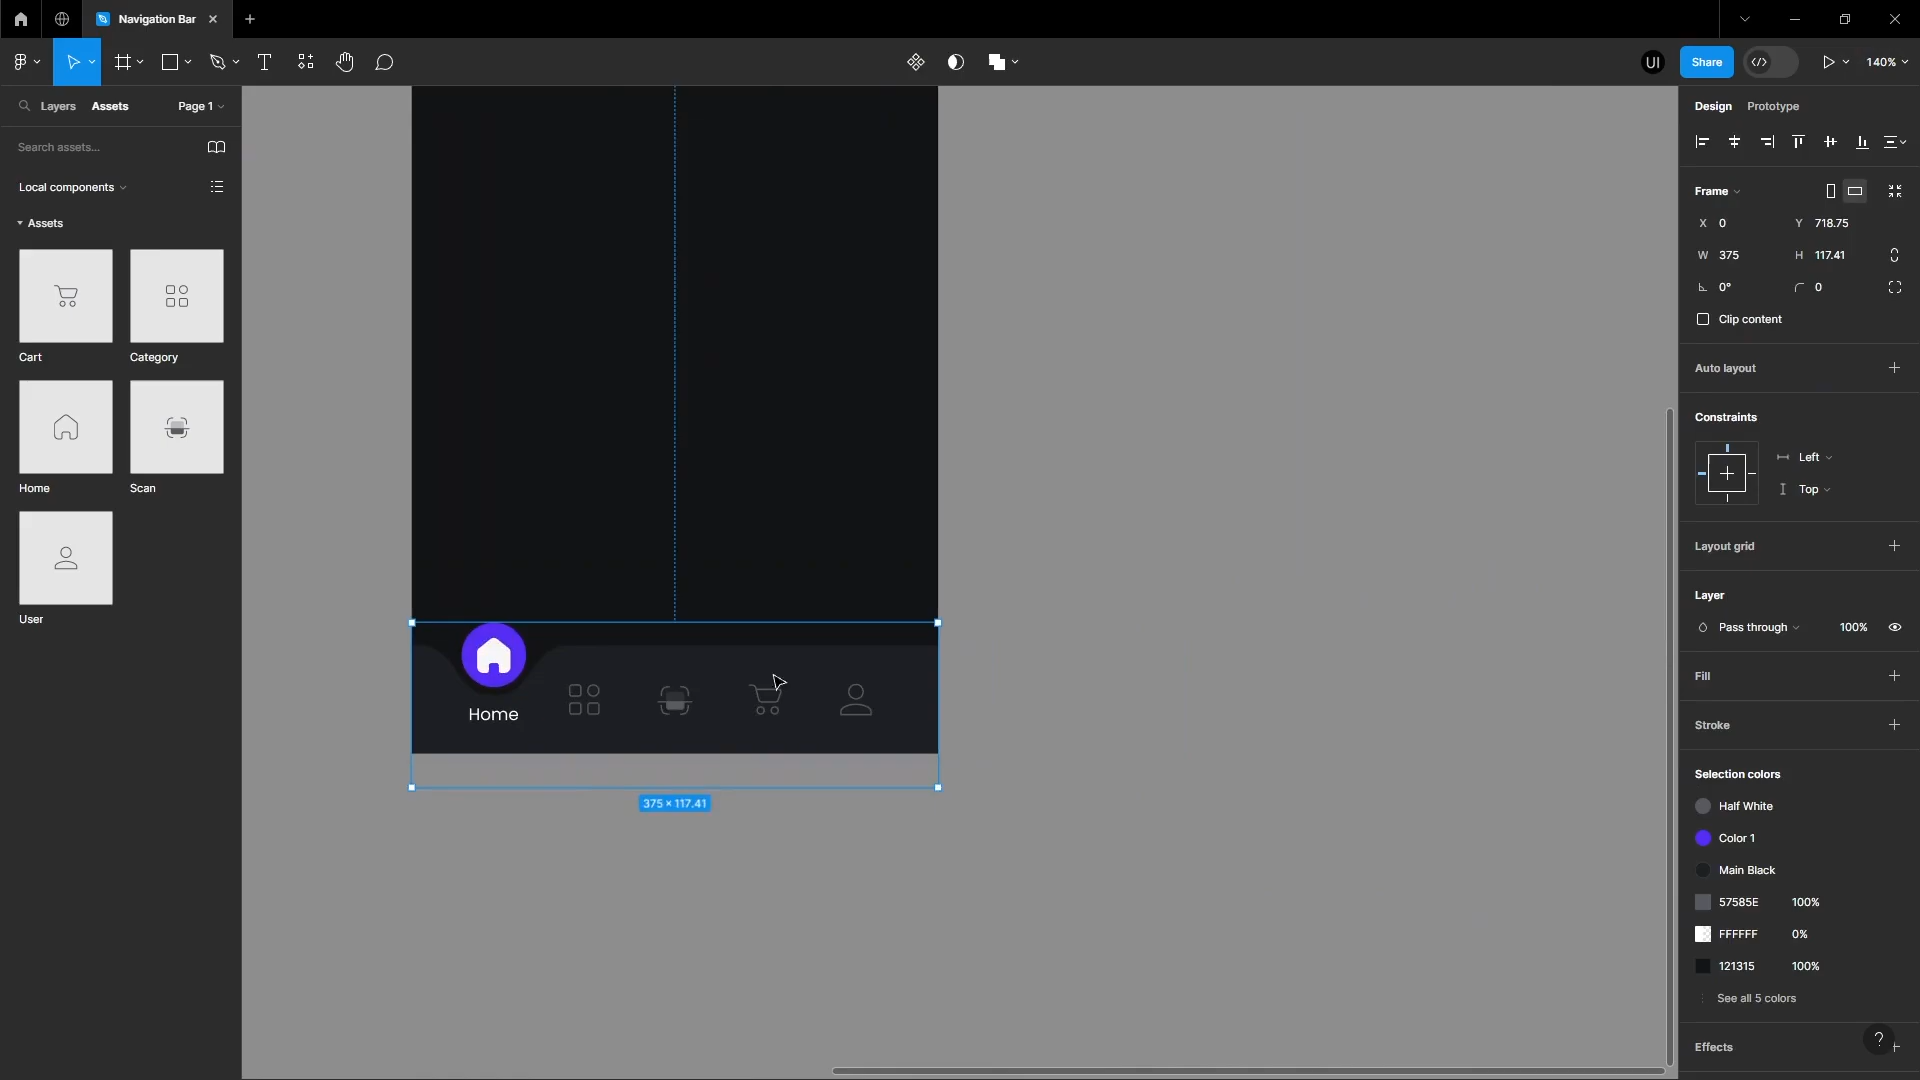 Navigation Bar
UI
Share
140%
Layers
Assets
Page 1
Search assets...
Local components
Assets
Cart
Category
Home
Scan
User
Home
375 × 117.41
Design
Prototype
Frame
X 0
Y 718.75
W 375
H 117.41
0°
0
Clip content
Auto layout
Constraints
Left
Top
Layout grid
Layer
Pass through
100%
Fill
Stroke
Selection colors
Half White
Color 1
Main Black
57585E 100%
FFFFFF 0%
121315 100%
See all 5 colors
Effects
?